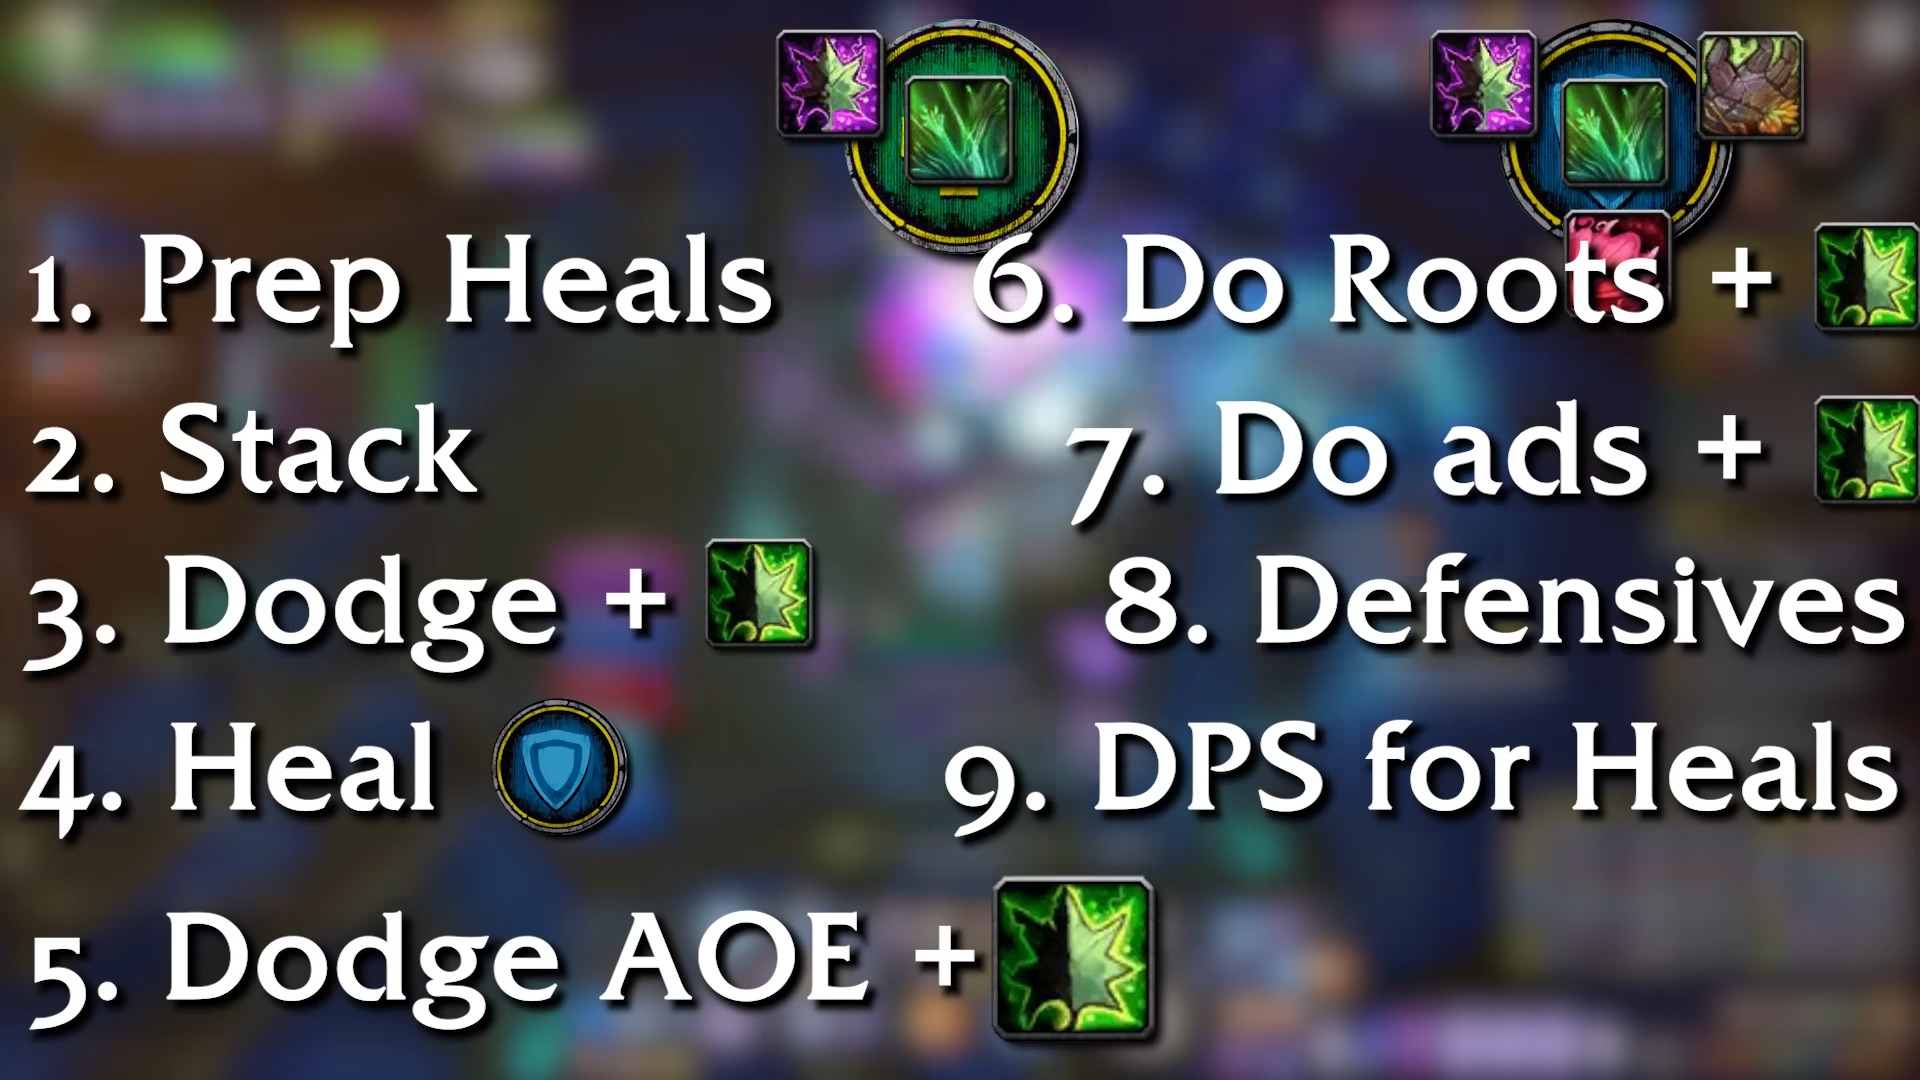 1. Prep Heals
2. Stack
3. Dodge +
4. Heal
5. Dodge AOE +
6. Do Roots +
7. Do ads +
8. Defensives
9. DPS for Heals